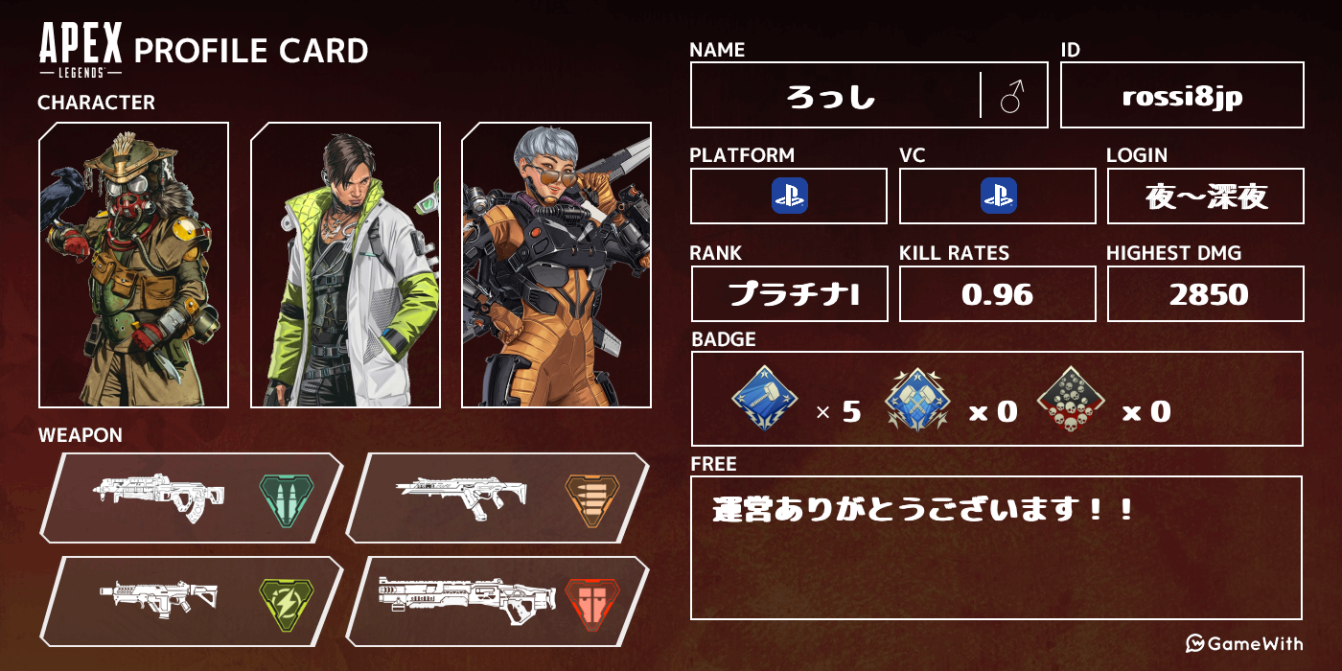 APEX LEGENDS PROFILE CARD
CHARACTER
WEAPON
NAME
ろっし ♂
ID
rossi8jp
PLATFORM
VC
LOGIN
夜〜深夜
RANK
プラチナI
KILL RATES
0.96
HIGHEST DMG
2850
BADGE
× 5 x 0 x 0
FREE
運営ありがとうございます！！
GameWith